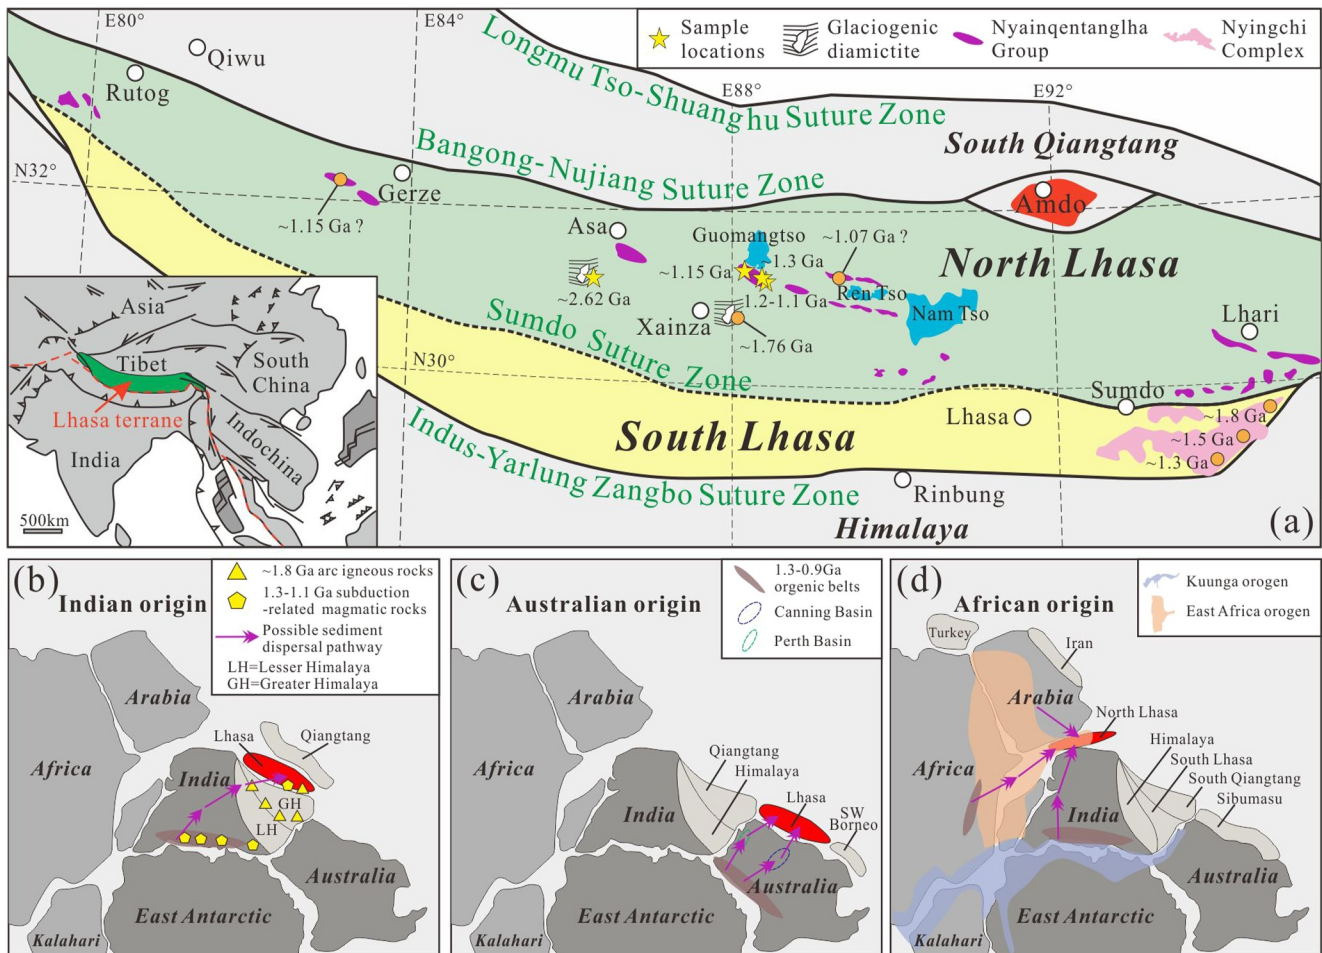 E80°
E84°
Sample
locations
Glaciogenic
diamictite
Nyainqentanglha
Group
Nyingchi
Complex
Qiwu
Rutog
Longmu Tso-Shuanghu Suture Zone
E88°
E92°
South Qiangtang
Bangong-Nujiang Suture Zone
N32°
Gerze
Amdo
~1.15 Ga ?
Asa
Guomangtso
~1.07 Ga ?
~1.3 Ga
~1.15 Ga
North Lhasa
~2.62 Ga
1.2-1.1 Ga
Ren Tso
Nam Tso
Xainza
~1.76 Ga
Lhari
Sumdo Suture Zone
N30°
Sumdo
Lhasa
South Lhasa
~1.8 Ga
~1.5 Ga
~1.3 Ga
Indus-Yarlung Zangbo Suture Zone
Rinbung
Himalaya
(a)
Asia
Tibet
South
China
Lhasa terrane
India
Indochina
500km
(b)
Indian origin
~1.8 Ga arc igneous rocks
1.3-1.1 Ga subduction
-related magmatic rocks
Possible sediment
dispersal pathway
LH=Lesser Himalaya
GH=Greater Himalaya
Arabia
Lhasa
Qiangtang
Africa
India
GH
LH
Australia
East Antarctic
Kalahari
(c)
Australian origin
1.3-0.9Ga
orgenic belts
Canning Basin
Perth Basin
Arabia
Qiangtang
Himalaya
Africa
India
Lhasa
SW
Borneo
Australia
East Antarctic
Kalahari
(d)
African origin
Kuunga orogen
East Africa orogen
Turkey
Iran
Arabia
North Lhasa
Himalaya
South Lhasa
South Qiangtang
Sibumasu
Africa
India
Australia
East Antarctic
Kalahari